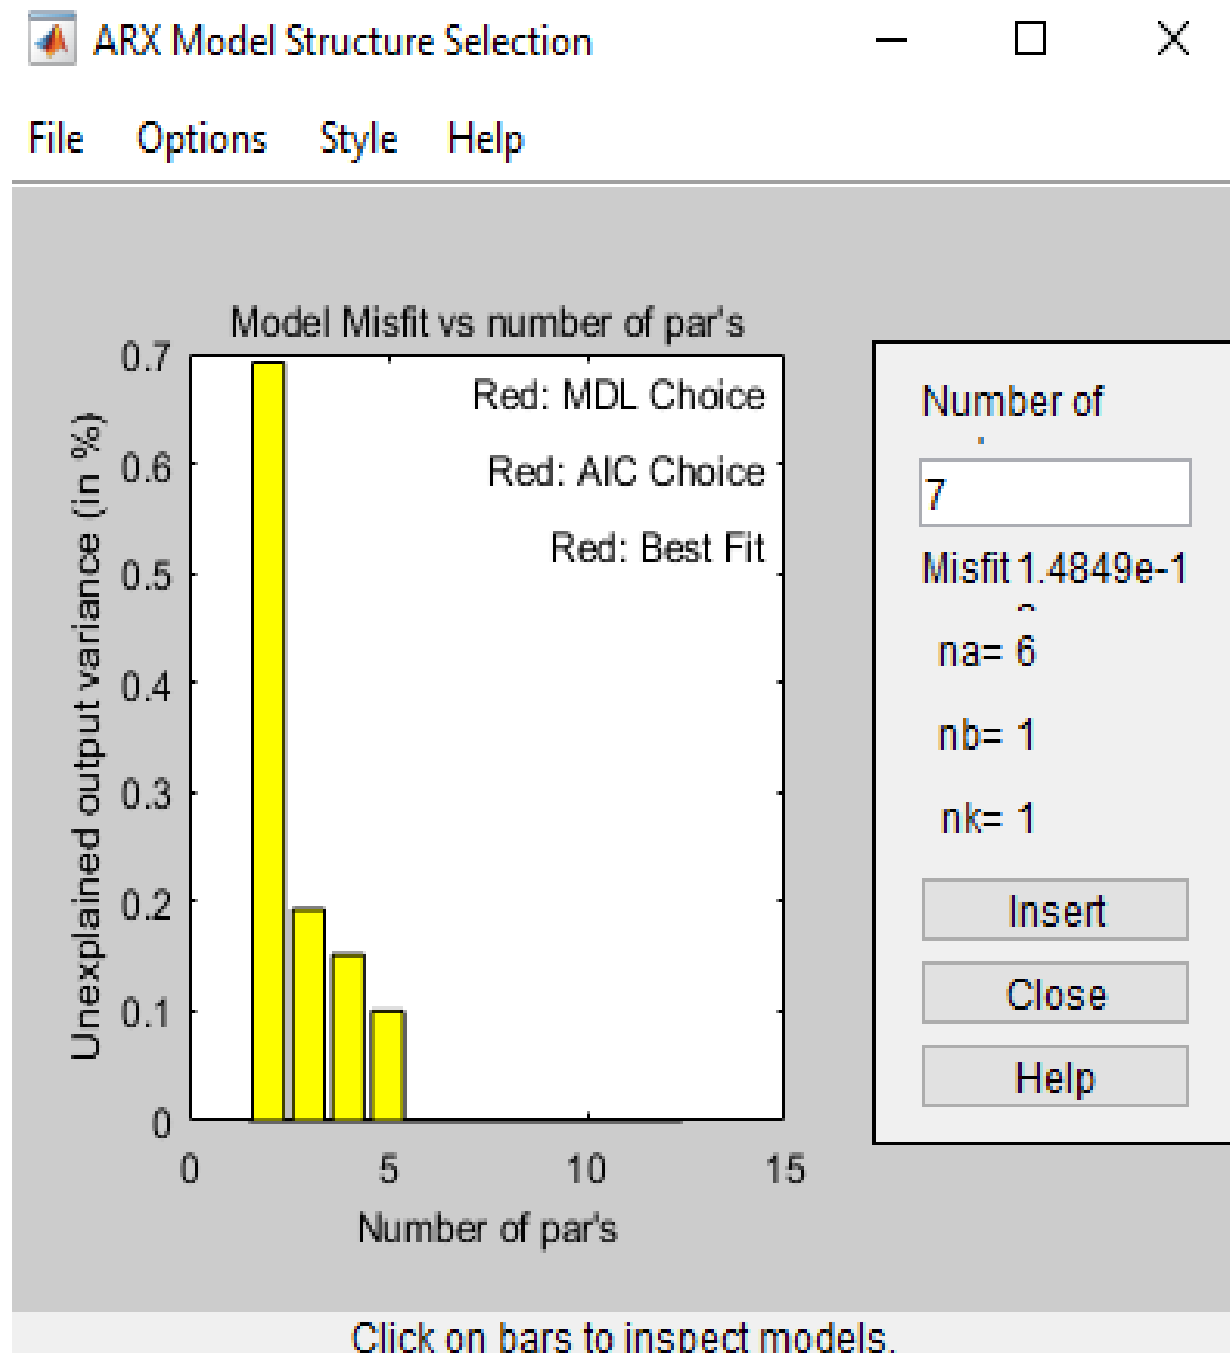 ARX Model Structure Selection
File Options Style Help
Model Misfit vs number of par's
Red: MDL Choice
Red: AIC Choice
Red: Best Fit
Unexplained output variance (in %)
0.7
0.6
0.5
0.4
0.3
0.2
0.1
0
0 5 10 15
Number of par's
Number of
7
Misfit 1.4849e-1
na= 6
nb= 1
nk= 1
Insert
Close
Help
Click on bars to inspect models.